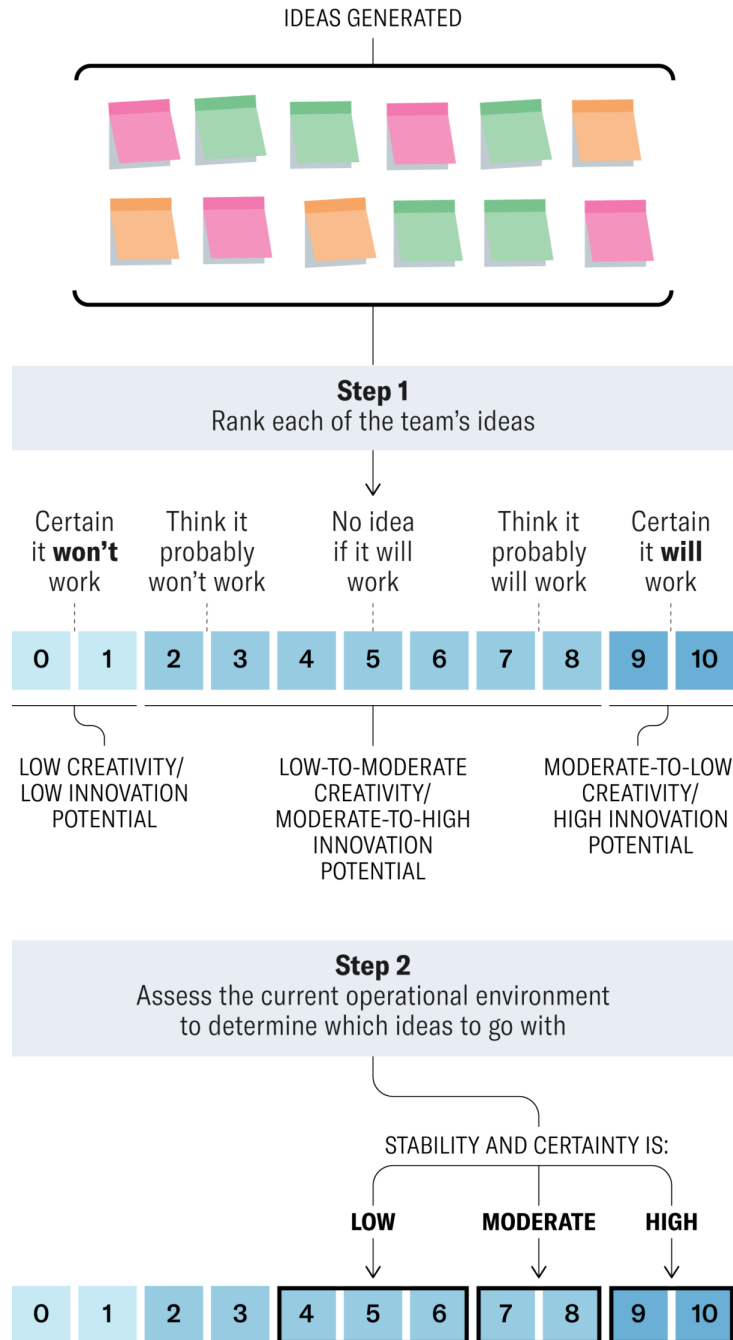 IDEAS GENERATED
Step 1
Rank each of the team’s ideas
Certain
it won’t
work
Think it
probably
won’t work
No idea
if it will
work
Think it
probably
will work
Certain
it will
work
0 1 2 3 4 5 6 7 8 9 10
LOW CREATIVITY/
LOW INNOVATION
POTENTIAL
LOW-TO-MODERATE
CREATIVITY/
MODERATE-TO-HIGH
INNOVATION
POTENTIAL
MODERATE-TO-LOW
CREATIVITY/
HIGH INNOVATION
POTENTIAL
Step 2
Assess the current operational environment
to determine which ideas to go with
STABILITY AND CERTAINTY IS:
LOW MODERATE HIGH
0 1 2 3 4 5 6 7 8 9 10